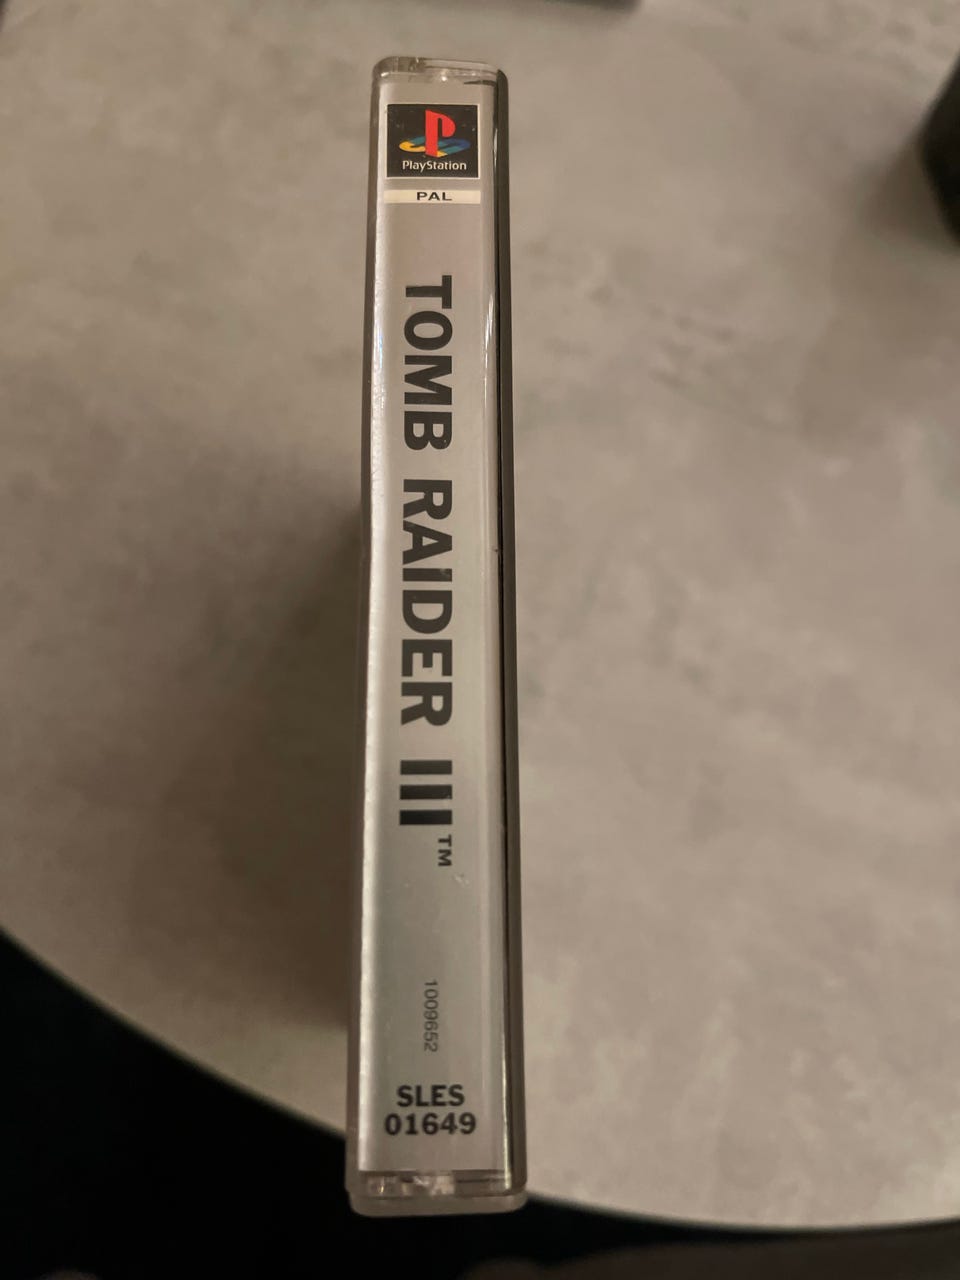 PlayStation
PAL
TOMB RAIDER III™
1009652
SLES
01649